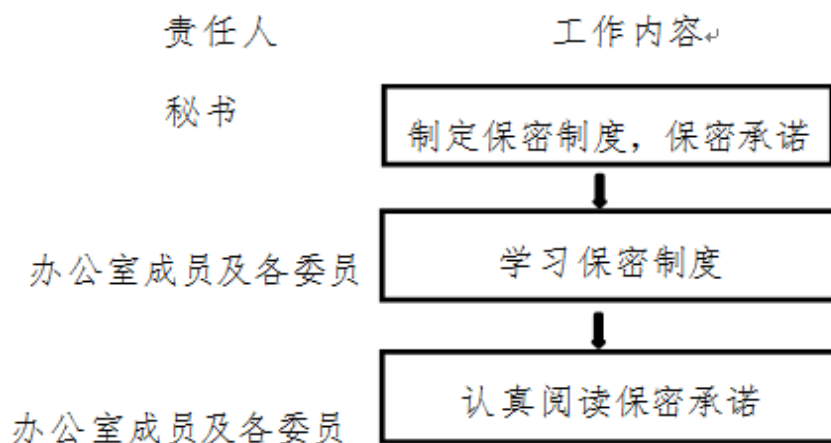 责任人 工作内容
秘书
制定保密制度，保密承诺
办公室成员及各委员
学习保密制度
办公室成员及各委员
认真阅读保密承诺